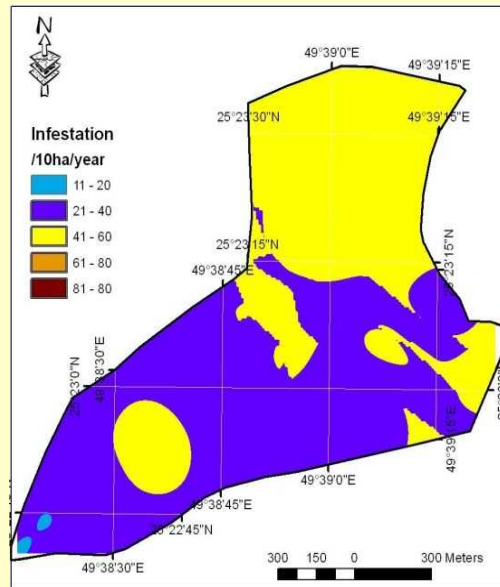 N
49°39'0"E
49°39'15"E
25°23'30"N
49°39'15"E
Infestation
/10ha/year
11 - 20
21 - 40
41 - 60
61 - 80
81 - 80
25°23'15"N
49°38'45"E
25°23'15"N
49°38'30"E
25°23'0"N
49°39'15"E
49°39'0"E
49°38'45"E
25°22'45"N
49°38'30"E
300 150 0 300 Meters